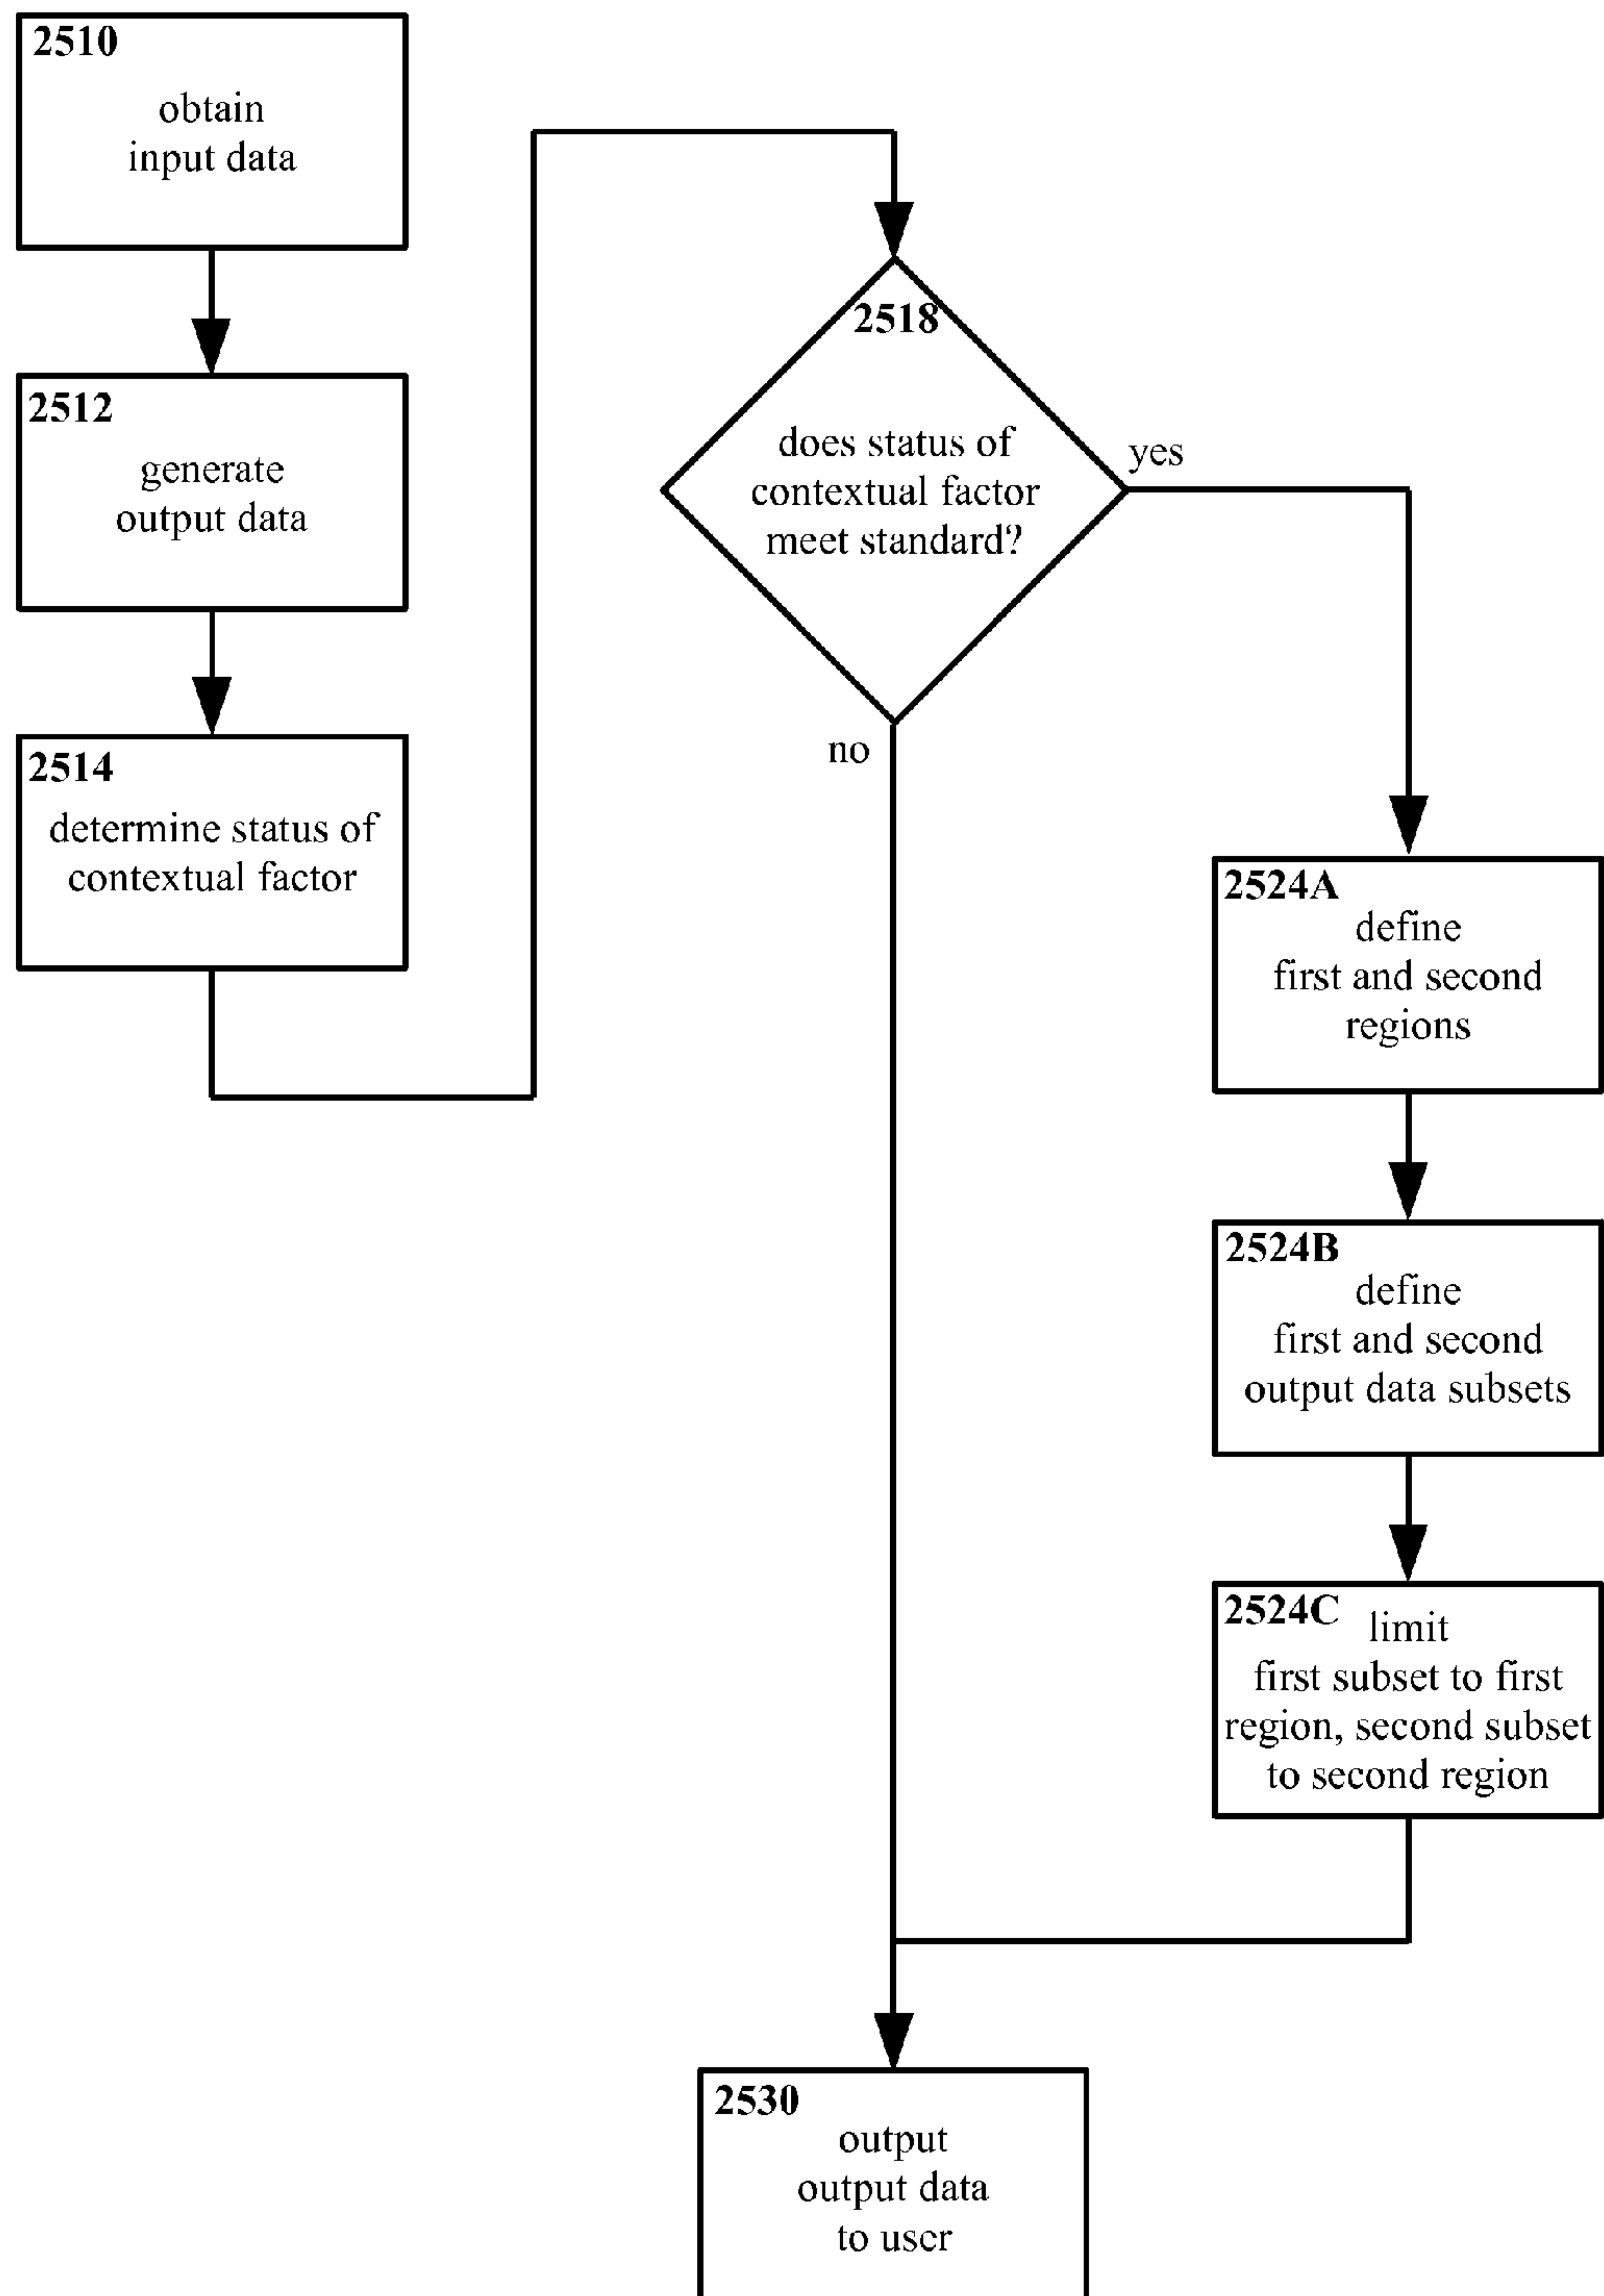 2510
obtain
input data
2512
generate
output data
2514
determine status of
contextual factor
2518
does status of
contextual factor
meet standard?
yes
no
2524A
define
first and second
regions
2524B
define
first and second
output data subsets
2524C
limit
first subset to first
region, second subset
to second region
2530
output
output data
to user